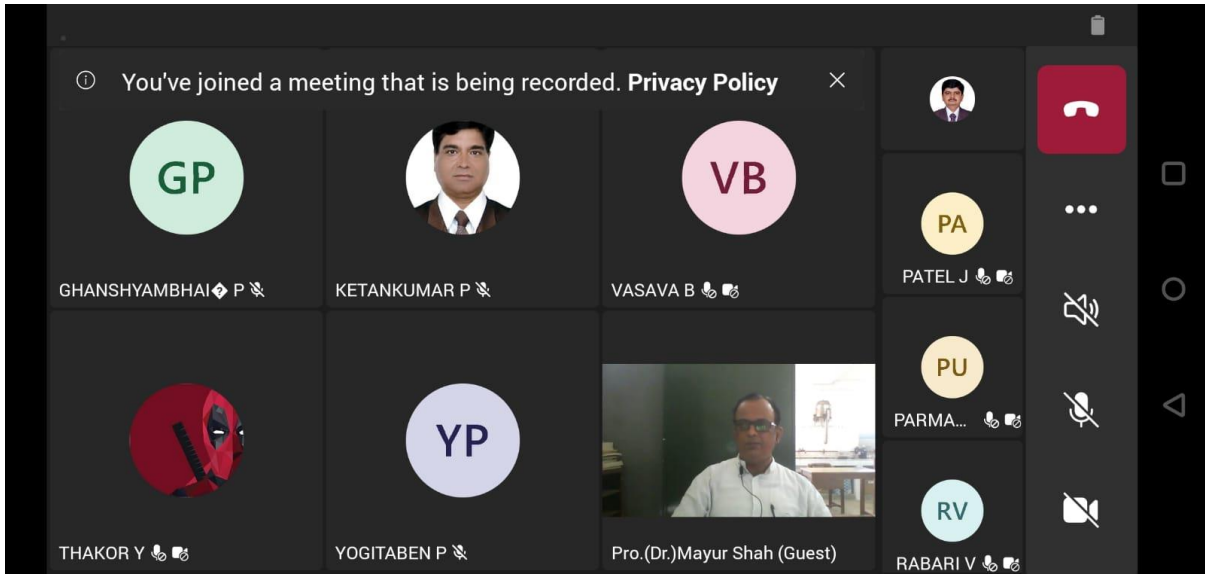 You've joined a meeting that is being recorded. Privacy Policy
GP
VB
GHANSHYAMBHAI� P
KETANKUMAR P
VASAVA B
PA
PATEL J
YP
THAKOR Y
YOGITABEN P
Pro.(Dr.)Mayur Shah (Guest)
PU
PARMA...
RV
RABARI V